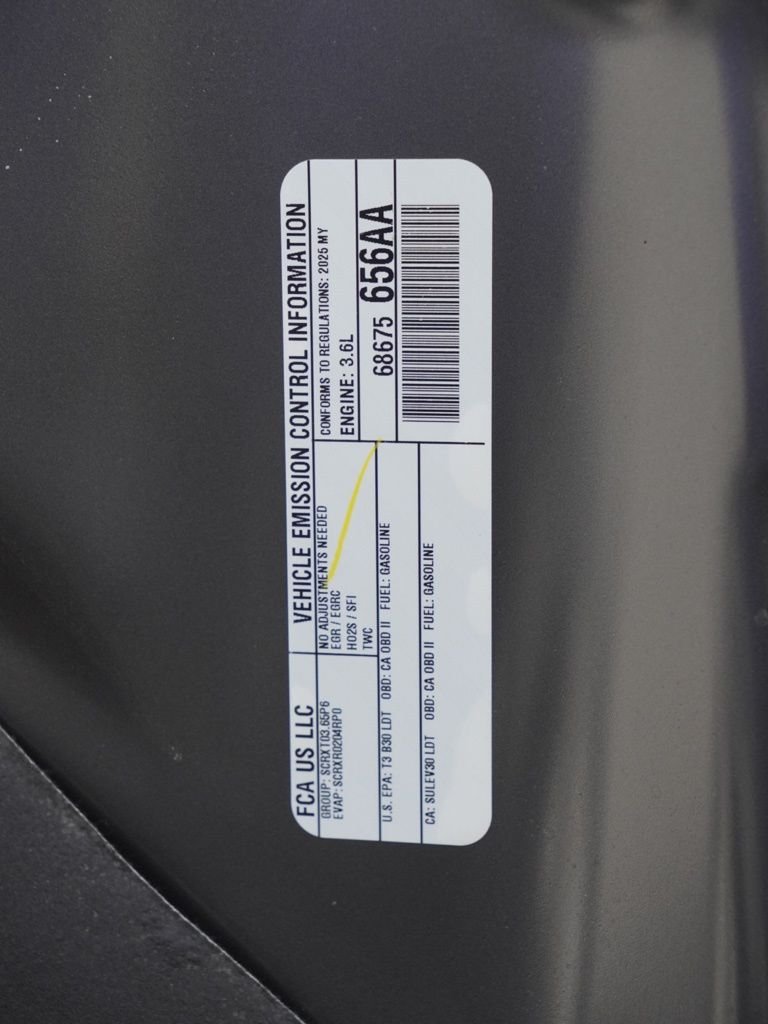 FCA US LLC
VEHICLE EMISSION CONTROL INFORMATION
GROUP: SCRXT03.65P6
EVAP: SCRXR0204RP0
NO ADJUSTMENTS NEEDED
EGR / EGRC
HO2S / SFI
TWC
CONFORMS TO REGULATIONS: 2025 MY
ENGINE: 3.6L
68675 656AA
U.S. EPA: T3 B30 LDT OBD: CA OBD II FUEL: GASOLINE
CA: SULEV30 LDT OBD: CA OBD II FUEL: GASOLINE